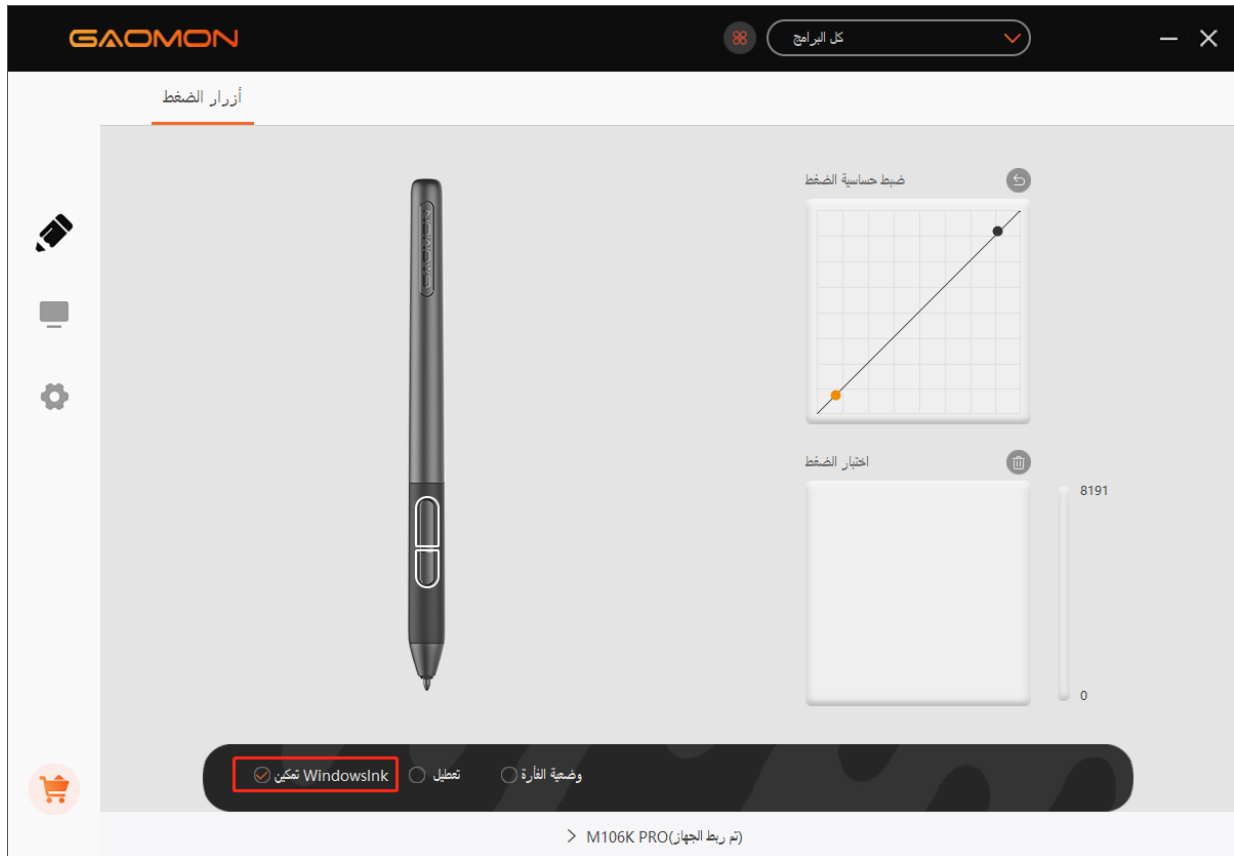 GAOMON
كل البرامج
أزرار الضغط
GAOMON
ضبط حساسية الضغط
اختبار الضغط
8191
0
تمكين WindowsInk
تعطيل
وضعية الفأرة
M106K PRO(تم ربط الجهاز)